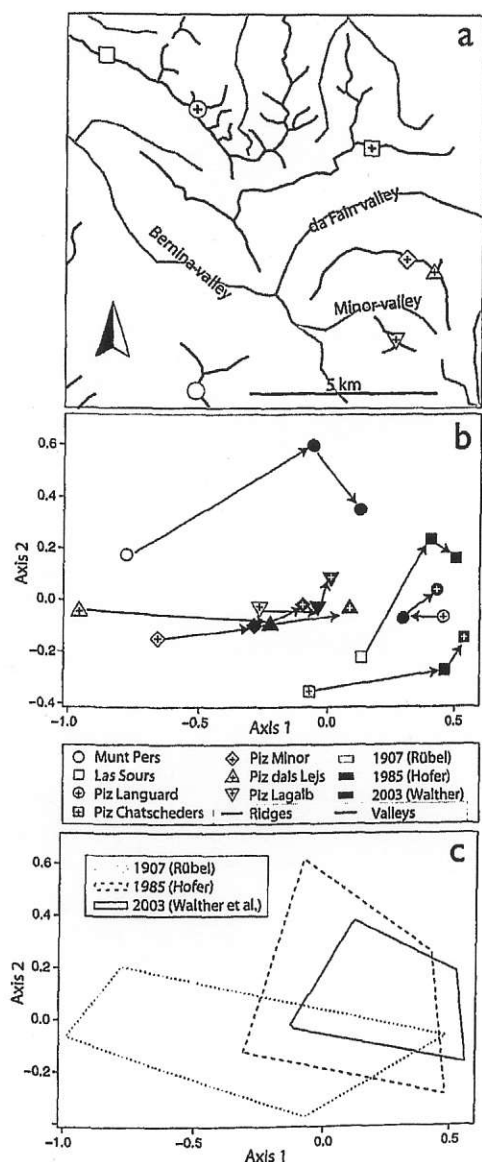 a
da Fain valley
Bernina valley
Minor valley
5 km
b
0.6
0.4
Axis 2
0.2
0.0
-0.2
-0.4
-1.0
-0.5
0.0
0.5
Axis 1
Munt Pers
Piz Minor
1907 (Rübel)
Las Sours
Piz dals Lejs
1985 (Hofer)
Piz Languard
Piz Lagalb
2003 (Walther)
Piz Chatscheders
Ridges
Valleys
c
1907 (Rübel)
1985 (Hofer)
2003 (Walther et al.)
0.6
0.4
Axis 2
0.2
0.0
-0.2
-1.0
-0.5
0.0
0.5
Axis 1